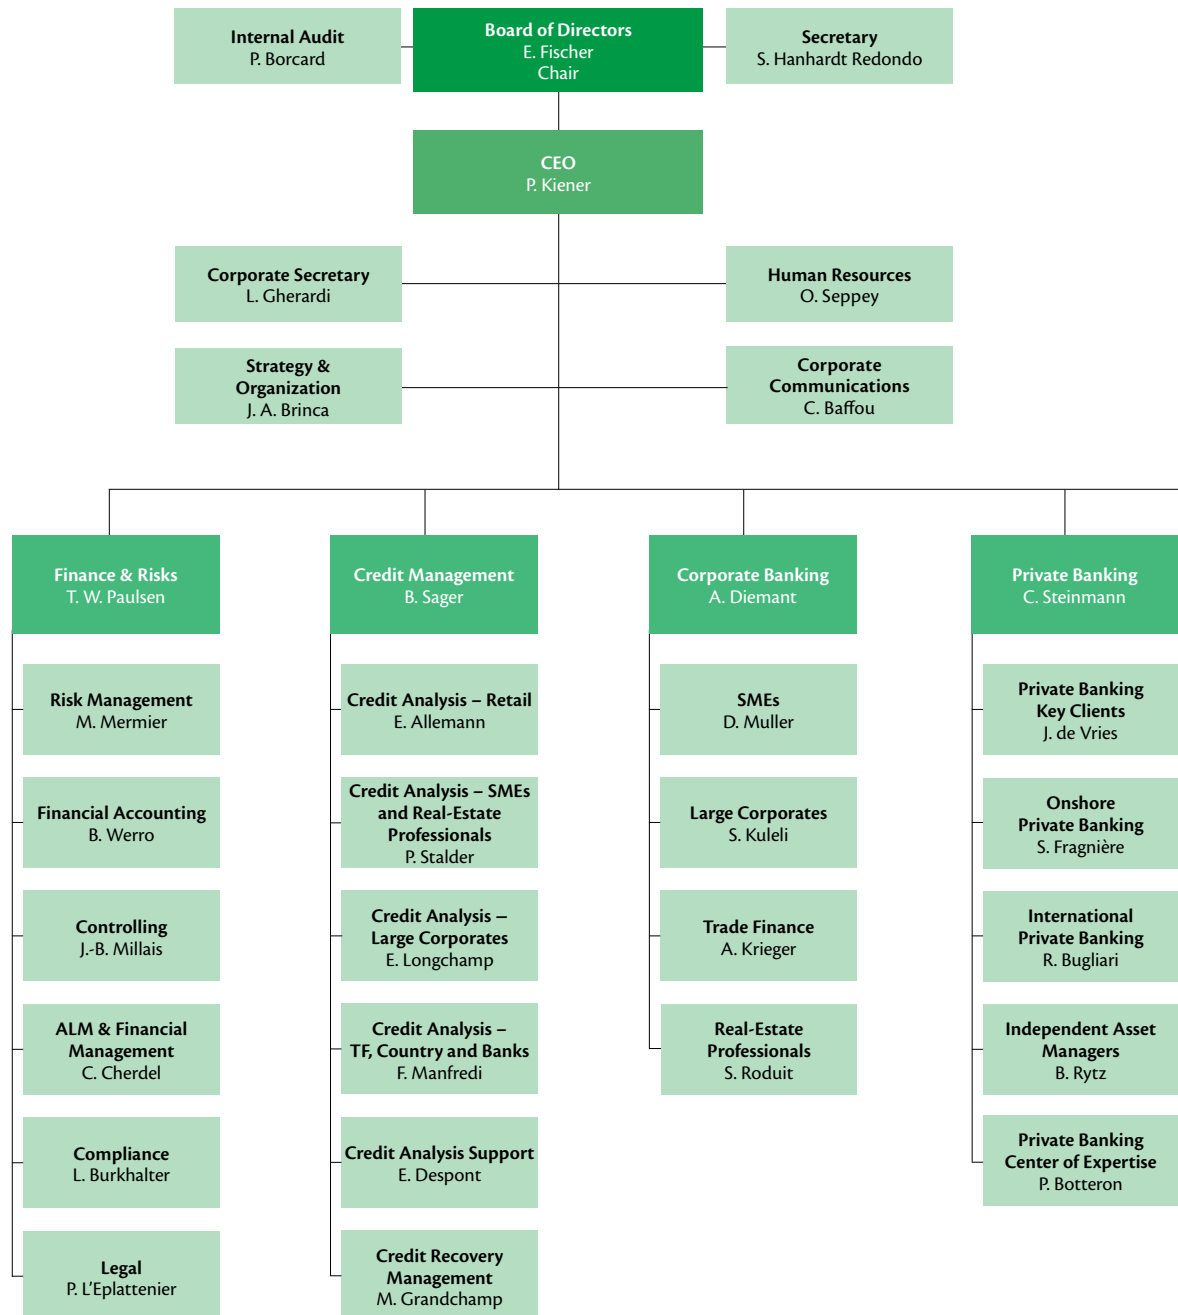 Internal Audit
P. Borcard
Board of Directors
E. Fischer
Chair
Secretary
S. Hanhardt Redondo
CEO
P. Kiener
Corporate Secretary
L. Gherardi
Human Resources
O. Seppey
Strategy &
Organization
J. A. Brinca
Corporate
Communications
C. Baffou
Finance & Risks
T. W. Paulsen
Risk Management
M. Mermier
Financial Accounting
B. Werro
Controlling
J.-B. Millais
ALM & Financial
Management
C. Cherdel
Compliance
L. Burkhalter
Legal
P. L'Eplattenier
Credit Management
B. Sager
Credit Analysis – Retail
E. Allemann
Credit Analysis – SMEs
and Real-Estate
Professionals
P. Stalder
Credit Analysis –
Large Corporates
E. Longchamp
Credit Analysis –
TF, Country and Banks
F. Manfredi
Credit Analysis Support
E. Despont
Credit Recovery
Management
M. Grandchamp
Corporate Banking
A. Diemant
SMEs
D. Muller
Large Corporates
S. Kuleli
Trade Finance
A. Krieger
Real-Estate
Professionals
S. Roduit
Private Banking
C. Steinmann
Private Banking
Key Clients
J. de Vries
Onshore
Private Banking
S. Fragnière
International
Private Banking
R. Bugliari
Independent Asset
Managers
B. Rytz
Private Banking
Center of Expertise
P. Botteron